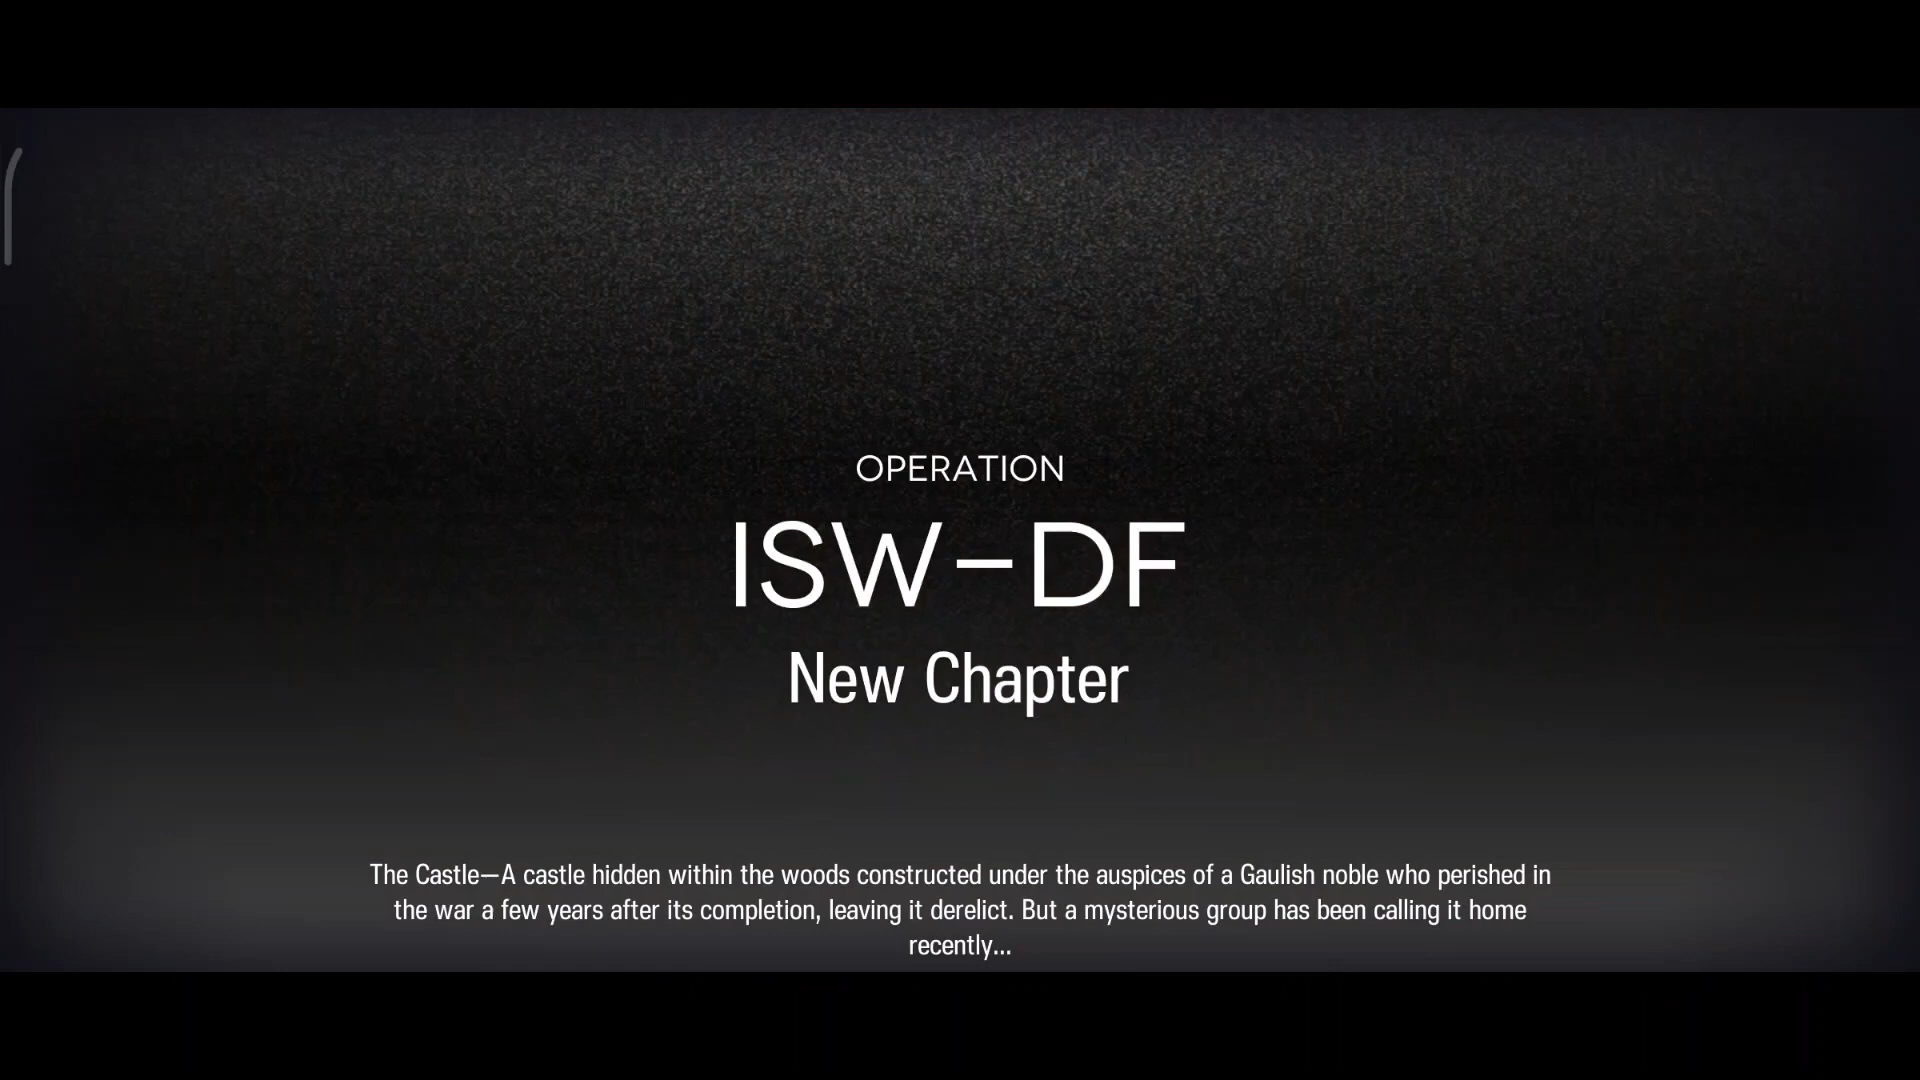 OPERATION
ISW-DF
New Chapter
The Castle—A castle hidden within the woods constructed under the auspices of a Gaulish noble who perished in
the war a few years after its completion, leaving it derelict. But a mysterious group has been calling it home
recently...